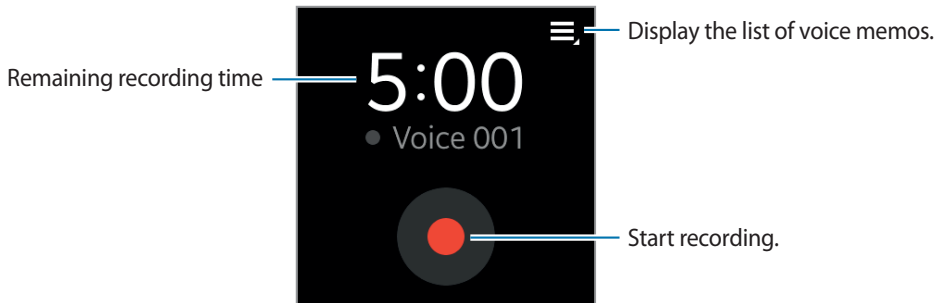 Display the list of voice memos.
Remaining recording time
5:00
Voice 001
Start recording.